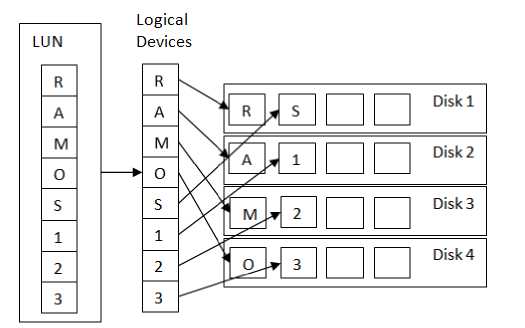 LUN
R
A
M
O
S
1
2
3
Logical
Devices
R
A
M
O
S
1
2
3
R S Disk 1
A 1 Disk 2
M 2 Disk 3
O 3 Disk 4